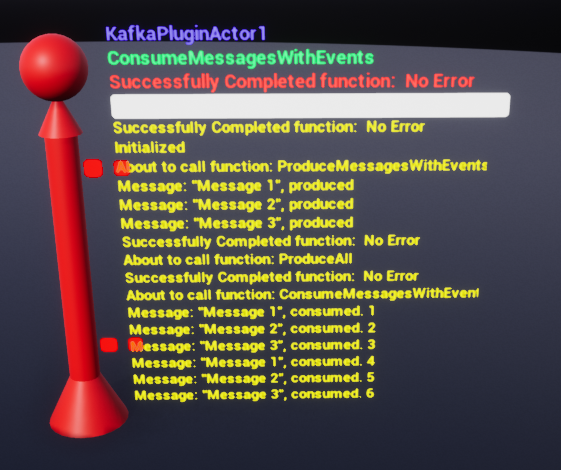 KafkaPluginActor1
ConsumeMessagesWithEvents
Successfully Completed function: No Error
Successfully Completed function: No Error
Initialized
About to call function: ProduceMessagesWithEvents
Message: "Message 1", produced
Message: "Message 2", produced
Message: "Message 3", produced
Successfully Completed function: No Error
About to call function: ProduceAll
Successfully Completed function: No Error
About to call function: ConsumeMessagesWithEvent
Message: "Message 1", consumed. 1
Message: "Message 2", consumed. 2
Message: "Message 3", consumed. 3
Message: "Message 1", consumed. 4
Message: "Message 2", consumed. 5
Message: "Message 3", consumed. 6